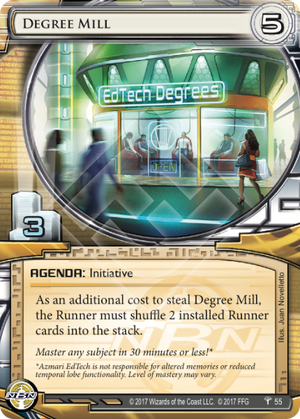 Degree Mill
5
EdTech Degrees
OPEN
3
AGENDA: Initiative
As an additional cost to steal Degree Mill,
the Runner must shuffle 2 installed Runner
cards into the stack.
Master any subject in 30 minutes or less!*
*Azmari EdTech is not responsible for altered memories or reduced
temporal lobe functionality. Level of mastery may vary.
Illus. Juan Novelletto
NBN
NBN
© 2017 Wizards of the Coast LLC. © 2017 FFG
55